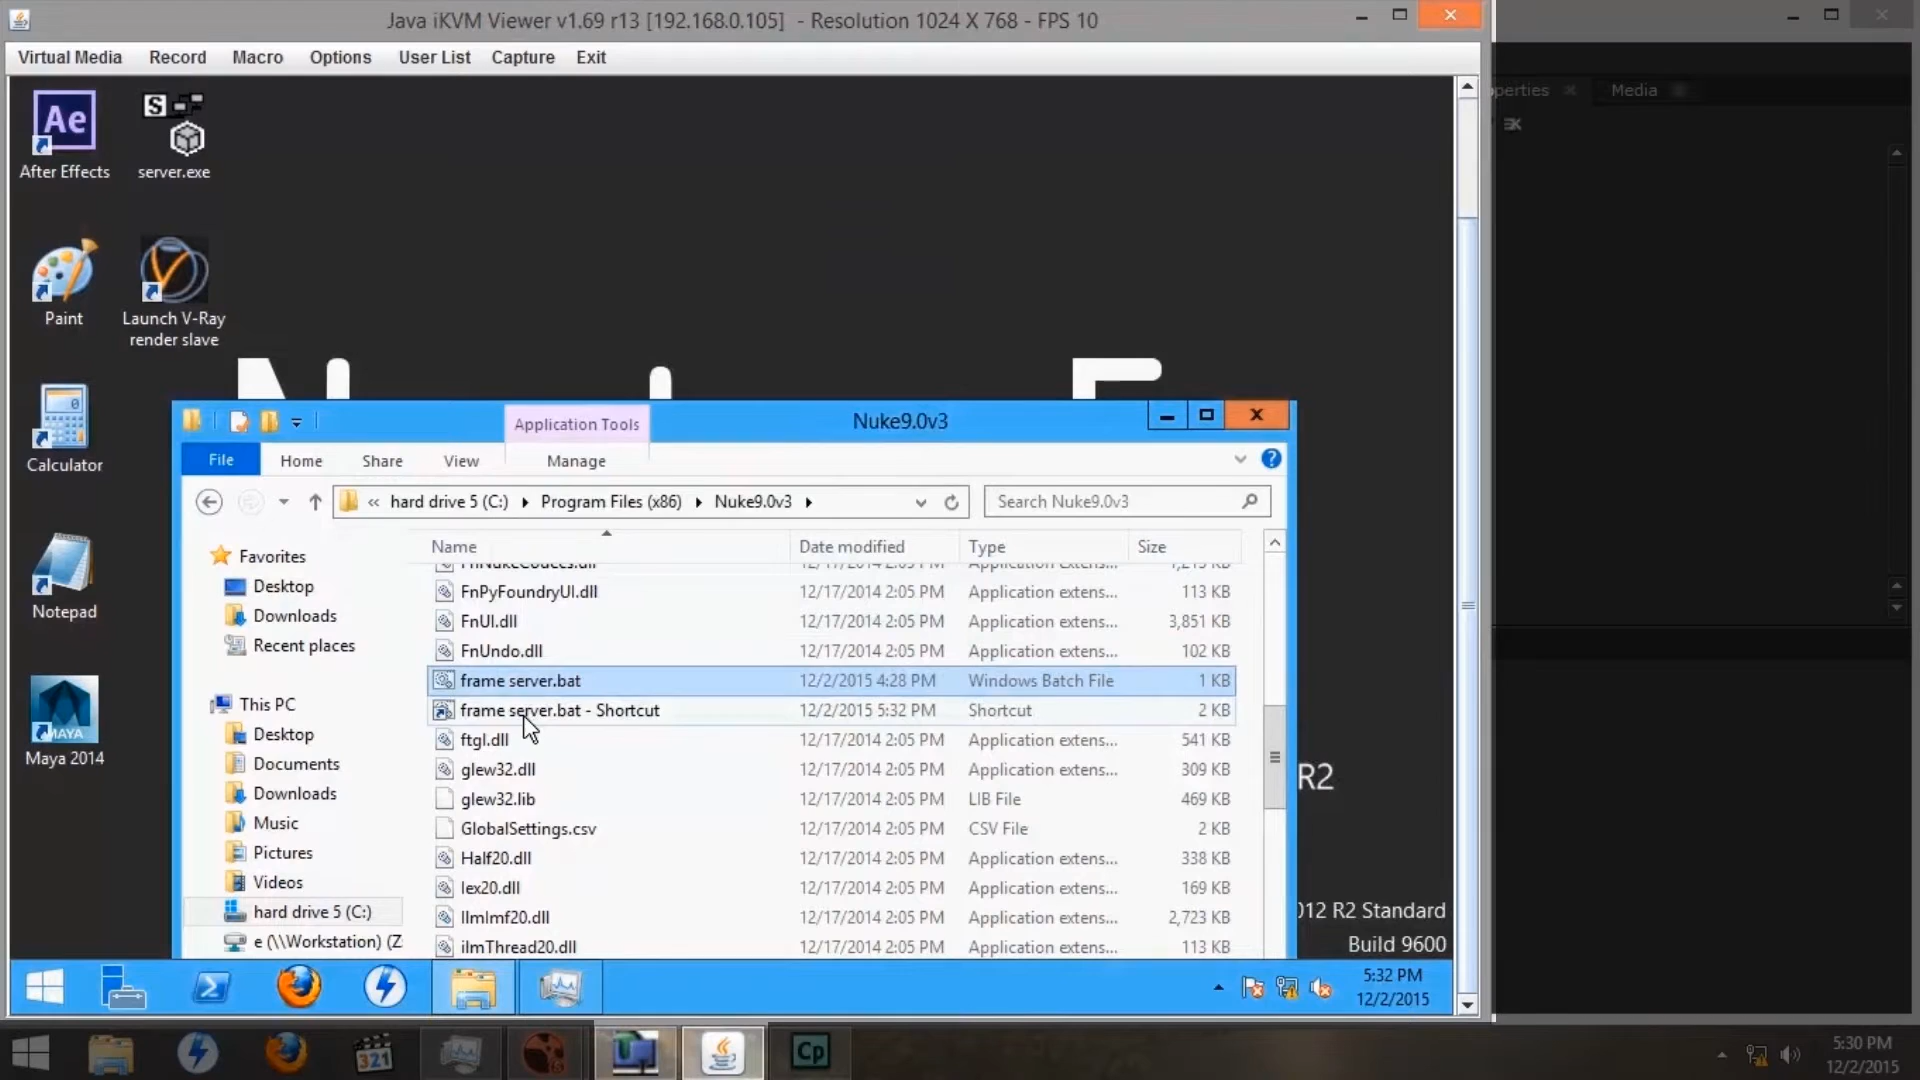 Java iKVM Viewer v1.69 r13 [192.168.0.105] - Resolution 1024 X 768 - FPS 10
Virtual Media Record Macro Options User List Capture Exit
operties Media
Ae
After Effects
S
server.exe
Paint
Launch V-Ray
render slave
0
Calculator
Notepad
MAYA
Maya 2014
Application Tools Nuke9.0v3
File Home Share View Manage
« hard drive 5 (C:) Program Files (x86) Nuke9.0v3 Search Nuke9.0v3
Favorites
Desktop
Downloads
Recent places
This PC
Desktop
Documents
Downloads
Music
Pictures
Videos
hard drive 5 (C:)
e (\\Workstation) (Z
Name Date modified Type Size
FnPyFoundryUI.dll 12/17/2014 2:05 PM Application extens... 113 KB
FnUI.dll 12/17/2014 2:05 PM Application extens... 3,851 KB
FnUndo.dll 12/17/2014 2:05 PM Application extens... 102 KB
frame server.bat 12/2/2015 4:28 PM Windows Batch File 1 KB
frame server.bat - Shortcut 12/2/2015 5:32 PM Shortcut 2 KB
ftgl.dll 12/17/2014 2:05 PM Application extens... 541 KB
glew32.dll 12/17/2014 2:05 PM Application extens... 309 KB
glew32.lib 12/17/2014 2:05 PM LIB File 469 KB
GlobalSettings.csv 12/17/2014 2:05 PM CSV File 2 KB
Half20.dll 12/17/2014 2:05 PM Application extens... 338 KB
Iex20.dll 12/17/2014 2:05 PM Application extens... 169 KB
IlmImf20.dll 12/17/2014 2:05 PM Application extens... 2,723 KB
ilmThread20.dll 12/17/2014 2:05 PM Application extens... 113 KB
R2
012 R2 Standard
Build 9600
5:32 PM
12/2/2015
321
Cp
5:30 PM
12/2/2015